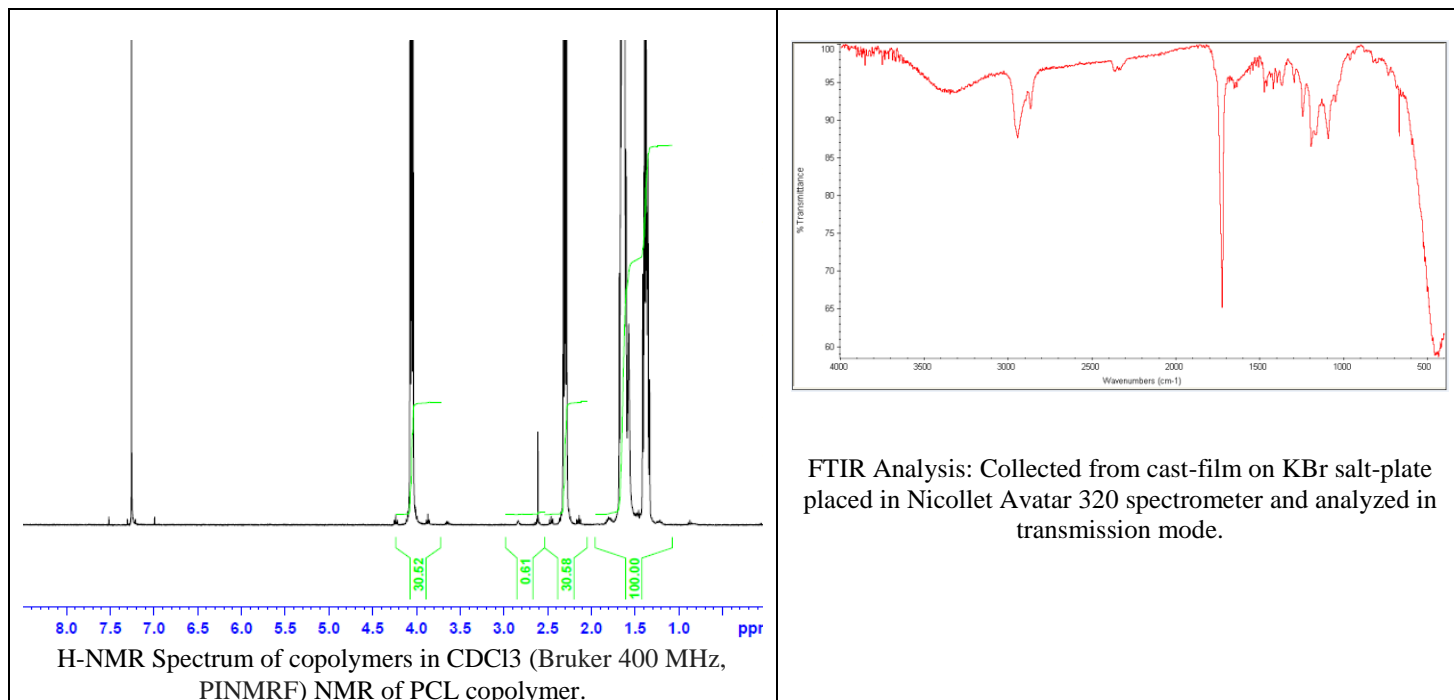 30.52
0.61
30.58
100.00
8.0 7.5 7.0 6.5 6.0 5.5 5.0 4.5 4.0 3.5 3.0 2.5 2.0 1.5 1.0 ppr
H-NMR Spectrum of copolymers in CDCl3 (Bruker 400 MHz,
PINMRF) NMR of PCL copolymer.
% Transmittance
100
95
90
85
80
75
70
65
60
4000 3500 3000 2500 2000 1500 1000 500
Wavenumbers (cm-1)
FTIR Analysis: Collected from cast-film on KBr salt-plate
placed in Nicollet Avatar 320 spectrometer and analyzed in
transmission mode.